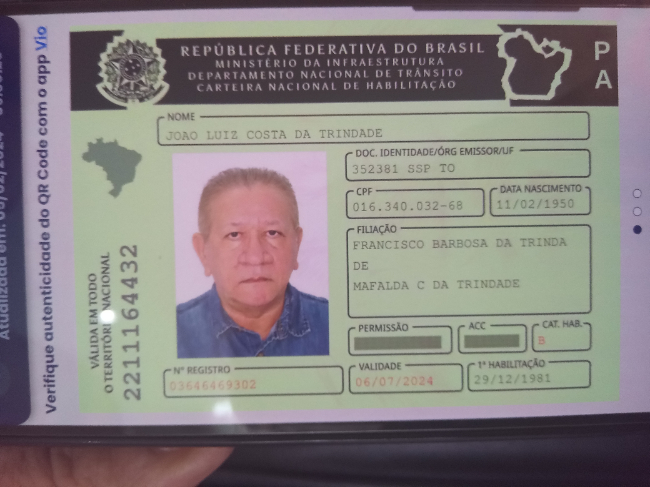 REPÚBLICA FEDERATIVA DO BRASIL
MINISTÉRIO DA INFRAESTRUTURA
DEPARTAMENTO NACIONAL DE TRÂNSITO
CARTEIRA NACIONAL DE HABILITAÇÃO
PA
NOME
JOAO LUIZ COSTA DA TRINDADE
DOC. IDENTIDADE/ÓRG EMISSOR/UF
352381 SSP TO
CPF
016.340.032-68
DATA NASCIMENTO
11/02/1950
FILIAÇÃO
FRANCISCO BARBOSA DA TRINDA
DE
MAFALDA C DA TRINDADE
PERMISSÃO
ACC
CAT. HAB.
B
Nº REGISTRO
03646469302
VALIDADE
06/07/2024
1ª HABILITAÇÃO
29/12/1981
VÁLIDA EM TODO
O TERRITÓRIO NACIONAL
2211164432
Verifique autenticidade do QR Code com o app Vio
Atualizada em: